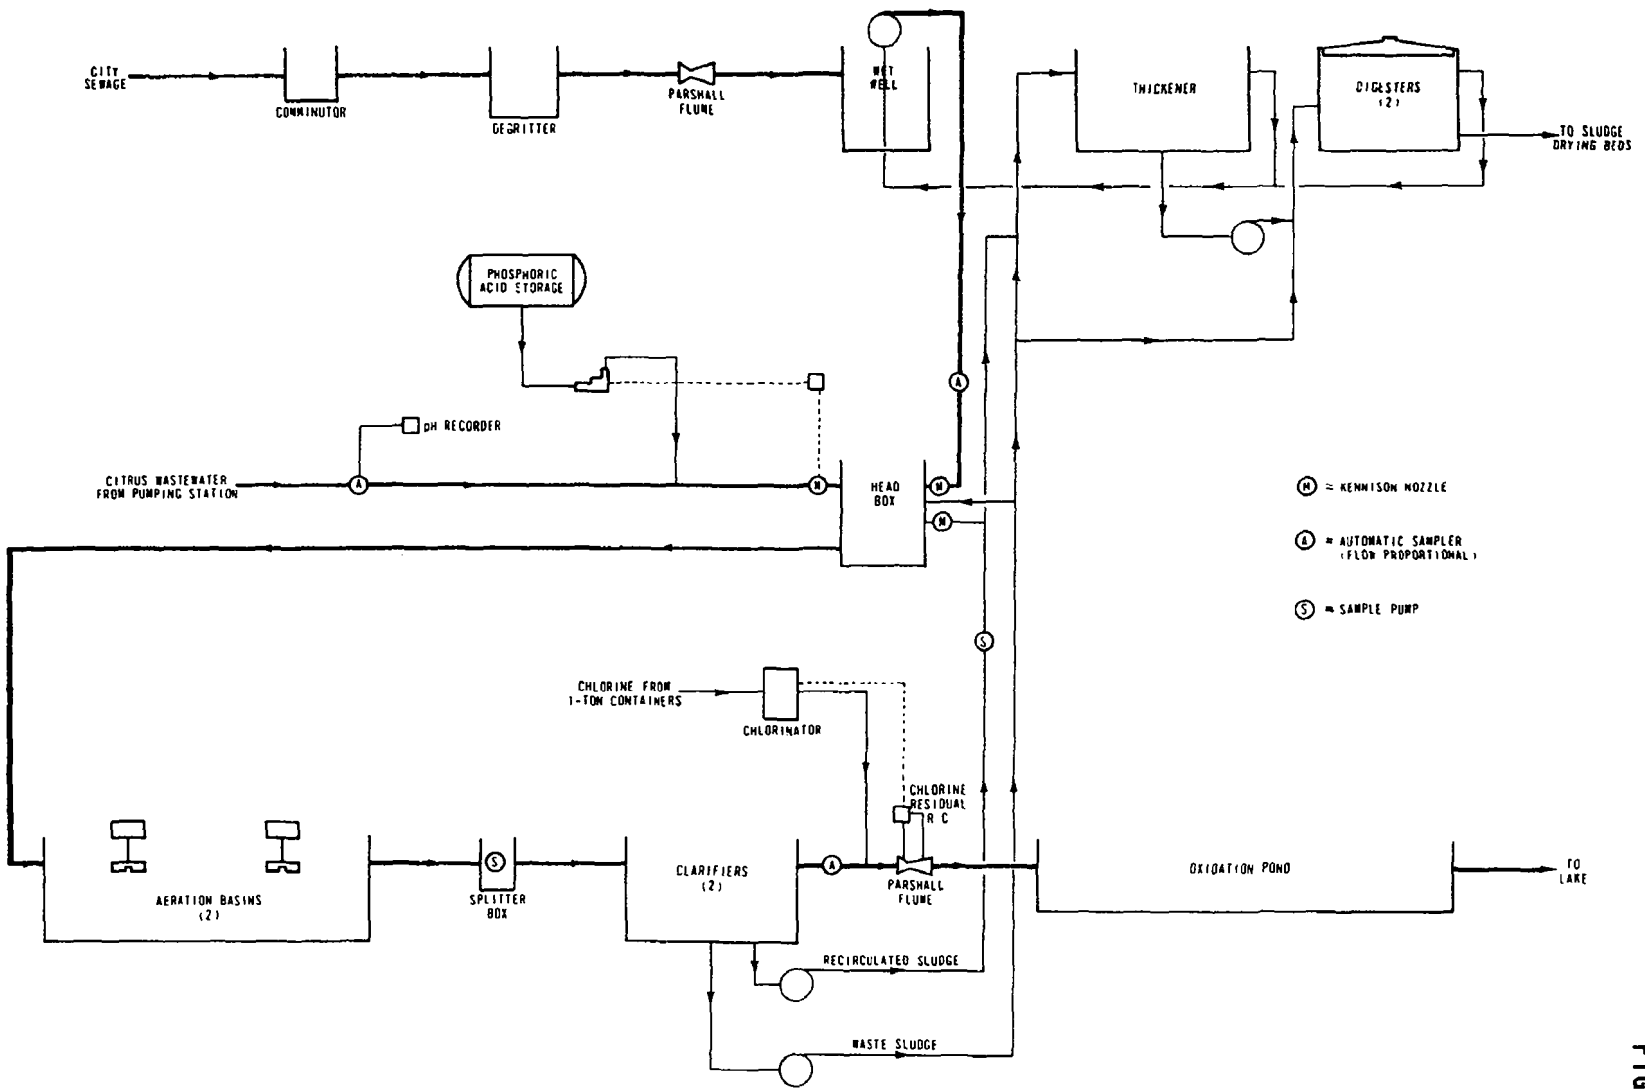 CITY
SEWAGE
COMMINUTOR
DEGRITTER
PARSHALL
FLUME
WET
WELL
THICKENER
DIGESTERS
(2)
TO SLUDGE
DRYING BEDS
PHOSPHORIC
ACID STORAGE
A
pH RECORDER
CITRUS WASTEWATER
FROM PUMPING STATION
A
M
HEAD
BOX
M
M
M = KENNISON NOZZLE
A = AUTOMATIC SAMPLER
(FLOW PROPORTIONAL)
S = SAMPLE PUMP
S
CHLORINE FROM
1-TON CONTAINERS
CHLORINATOR
CHLORINE
RESIDUAL
R C
AERATION BASINS
(2)
S
SPLITTER
BOX
CLARIFIERS
(2)
A
PARSHALL
FLUME
OXIDATION POND
TO
LAKE
RECIRCULATED SLUDGE
WASTE SLUDGE
FIG